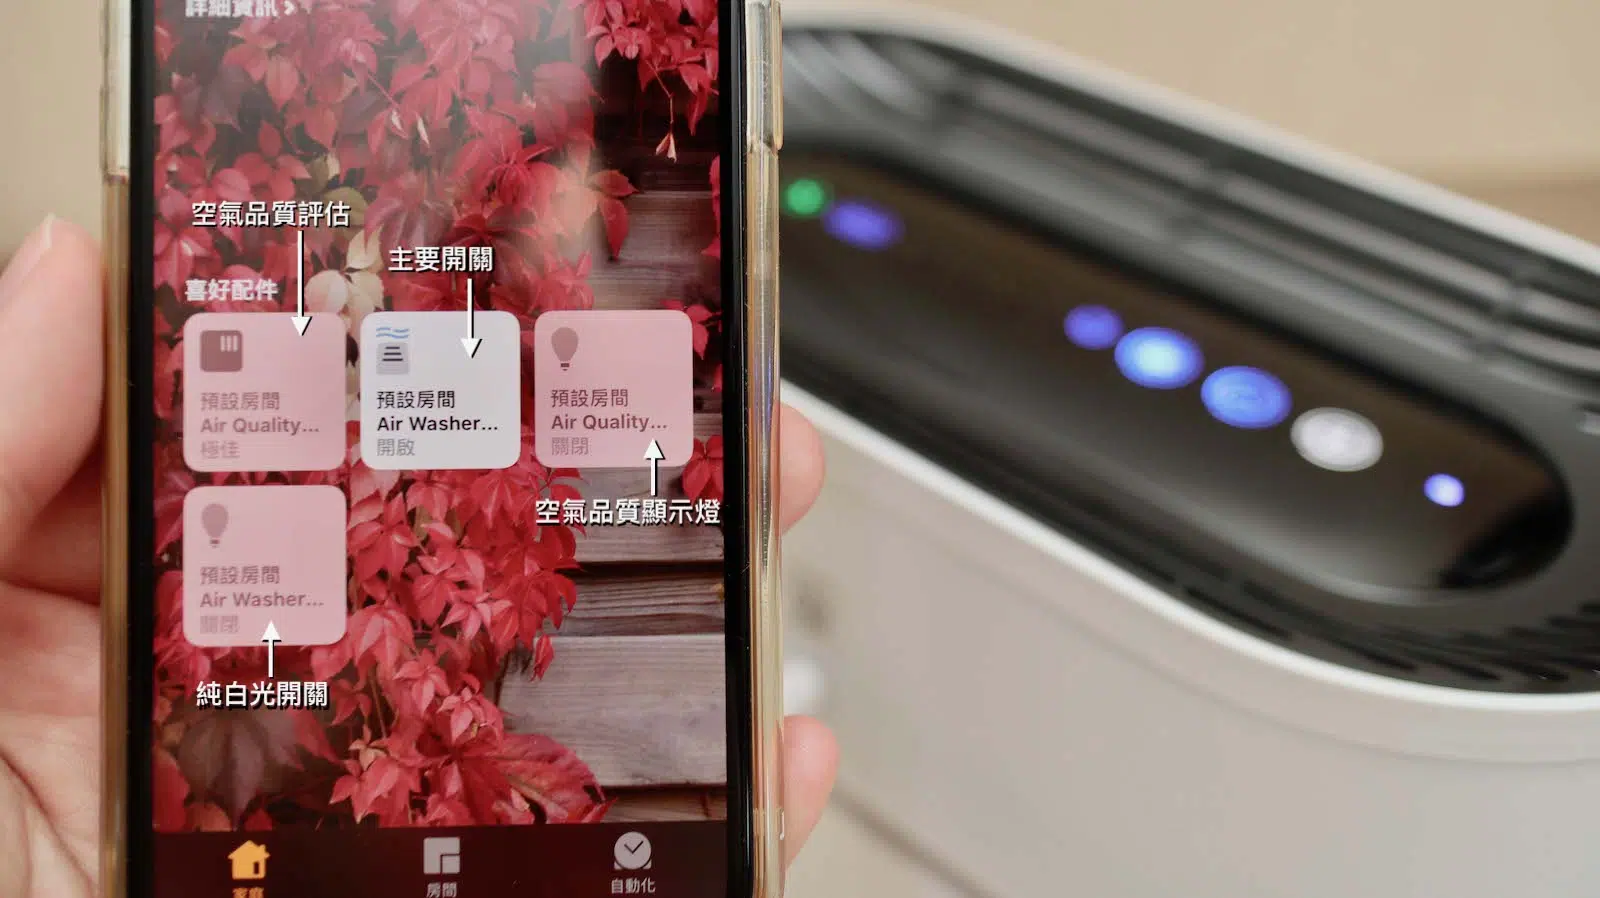 詳細資訊 >
空氣品質評估
主要開關
喜好配件
預設房間
Air Quality...
極佳
預設房間
Air Washer...
開啟
預設房間
Air Quality...
關閉
空氣品質顯示燈
預設房間
Air Washer...
關閉
純白光開關
家庭
房間
自動化